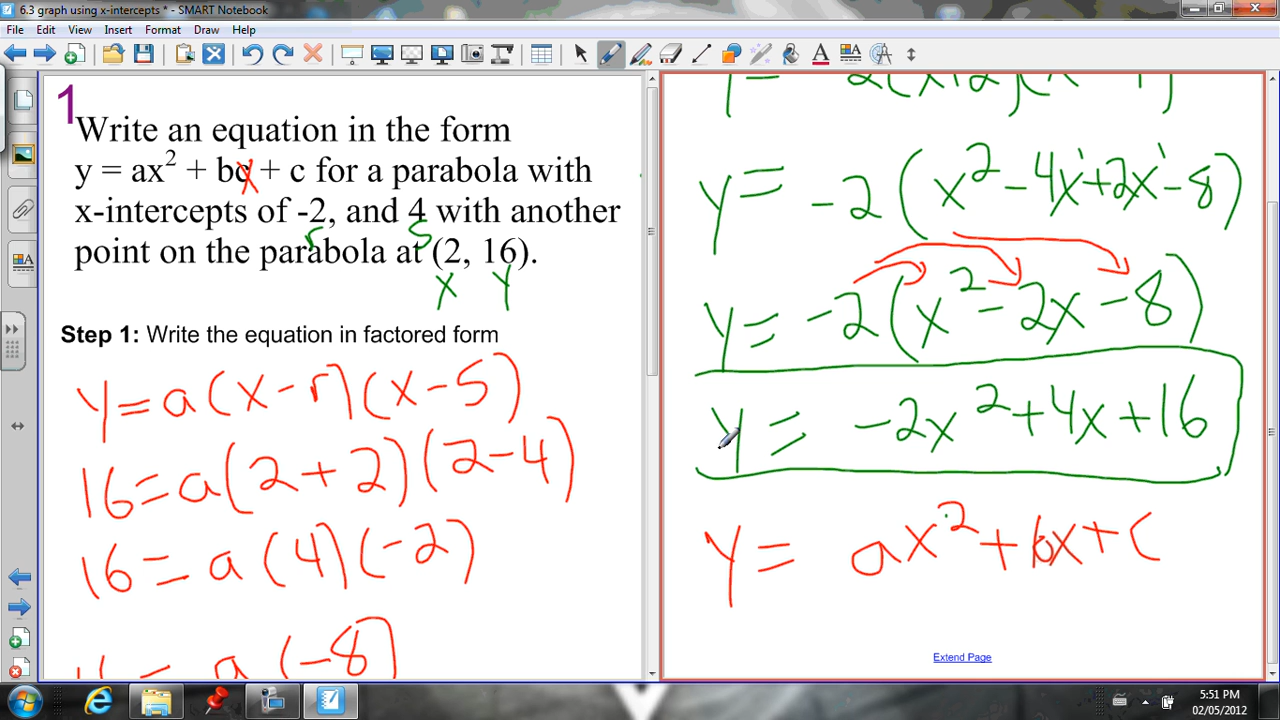 6.3 graph using x-intercepts * - SMART Notebook
File Edit View Insert Format Draw Help
1
Write an equation in the form
y = ax² + bc x + c for a parabola with
x-intercepts of -2, and 4 with another
r s
point on the parabola at (2, 16).
x y
Step 1: Write the equation in factored form
y = a(x-r)(x-s)
16 = a(2+2)(2-4)
16 = a(4)(-2)
16 = a(-8)
y = -2(x² - 4x¹ + 2x¹ - 8)
y = -2(x² - 2x - 8)
y = -2x² + 4x + 16
y = ax² + bx + c
Extend Page
5:51 PM
02/05/2012